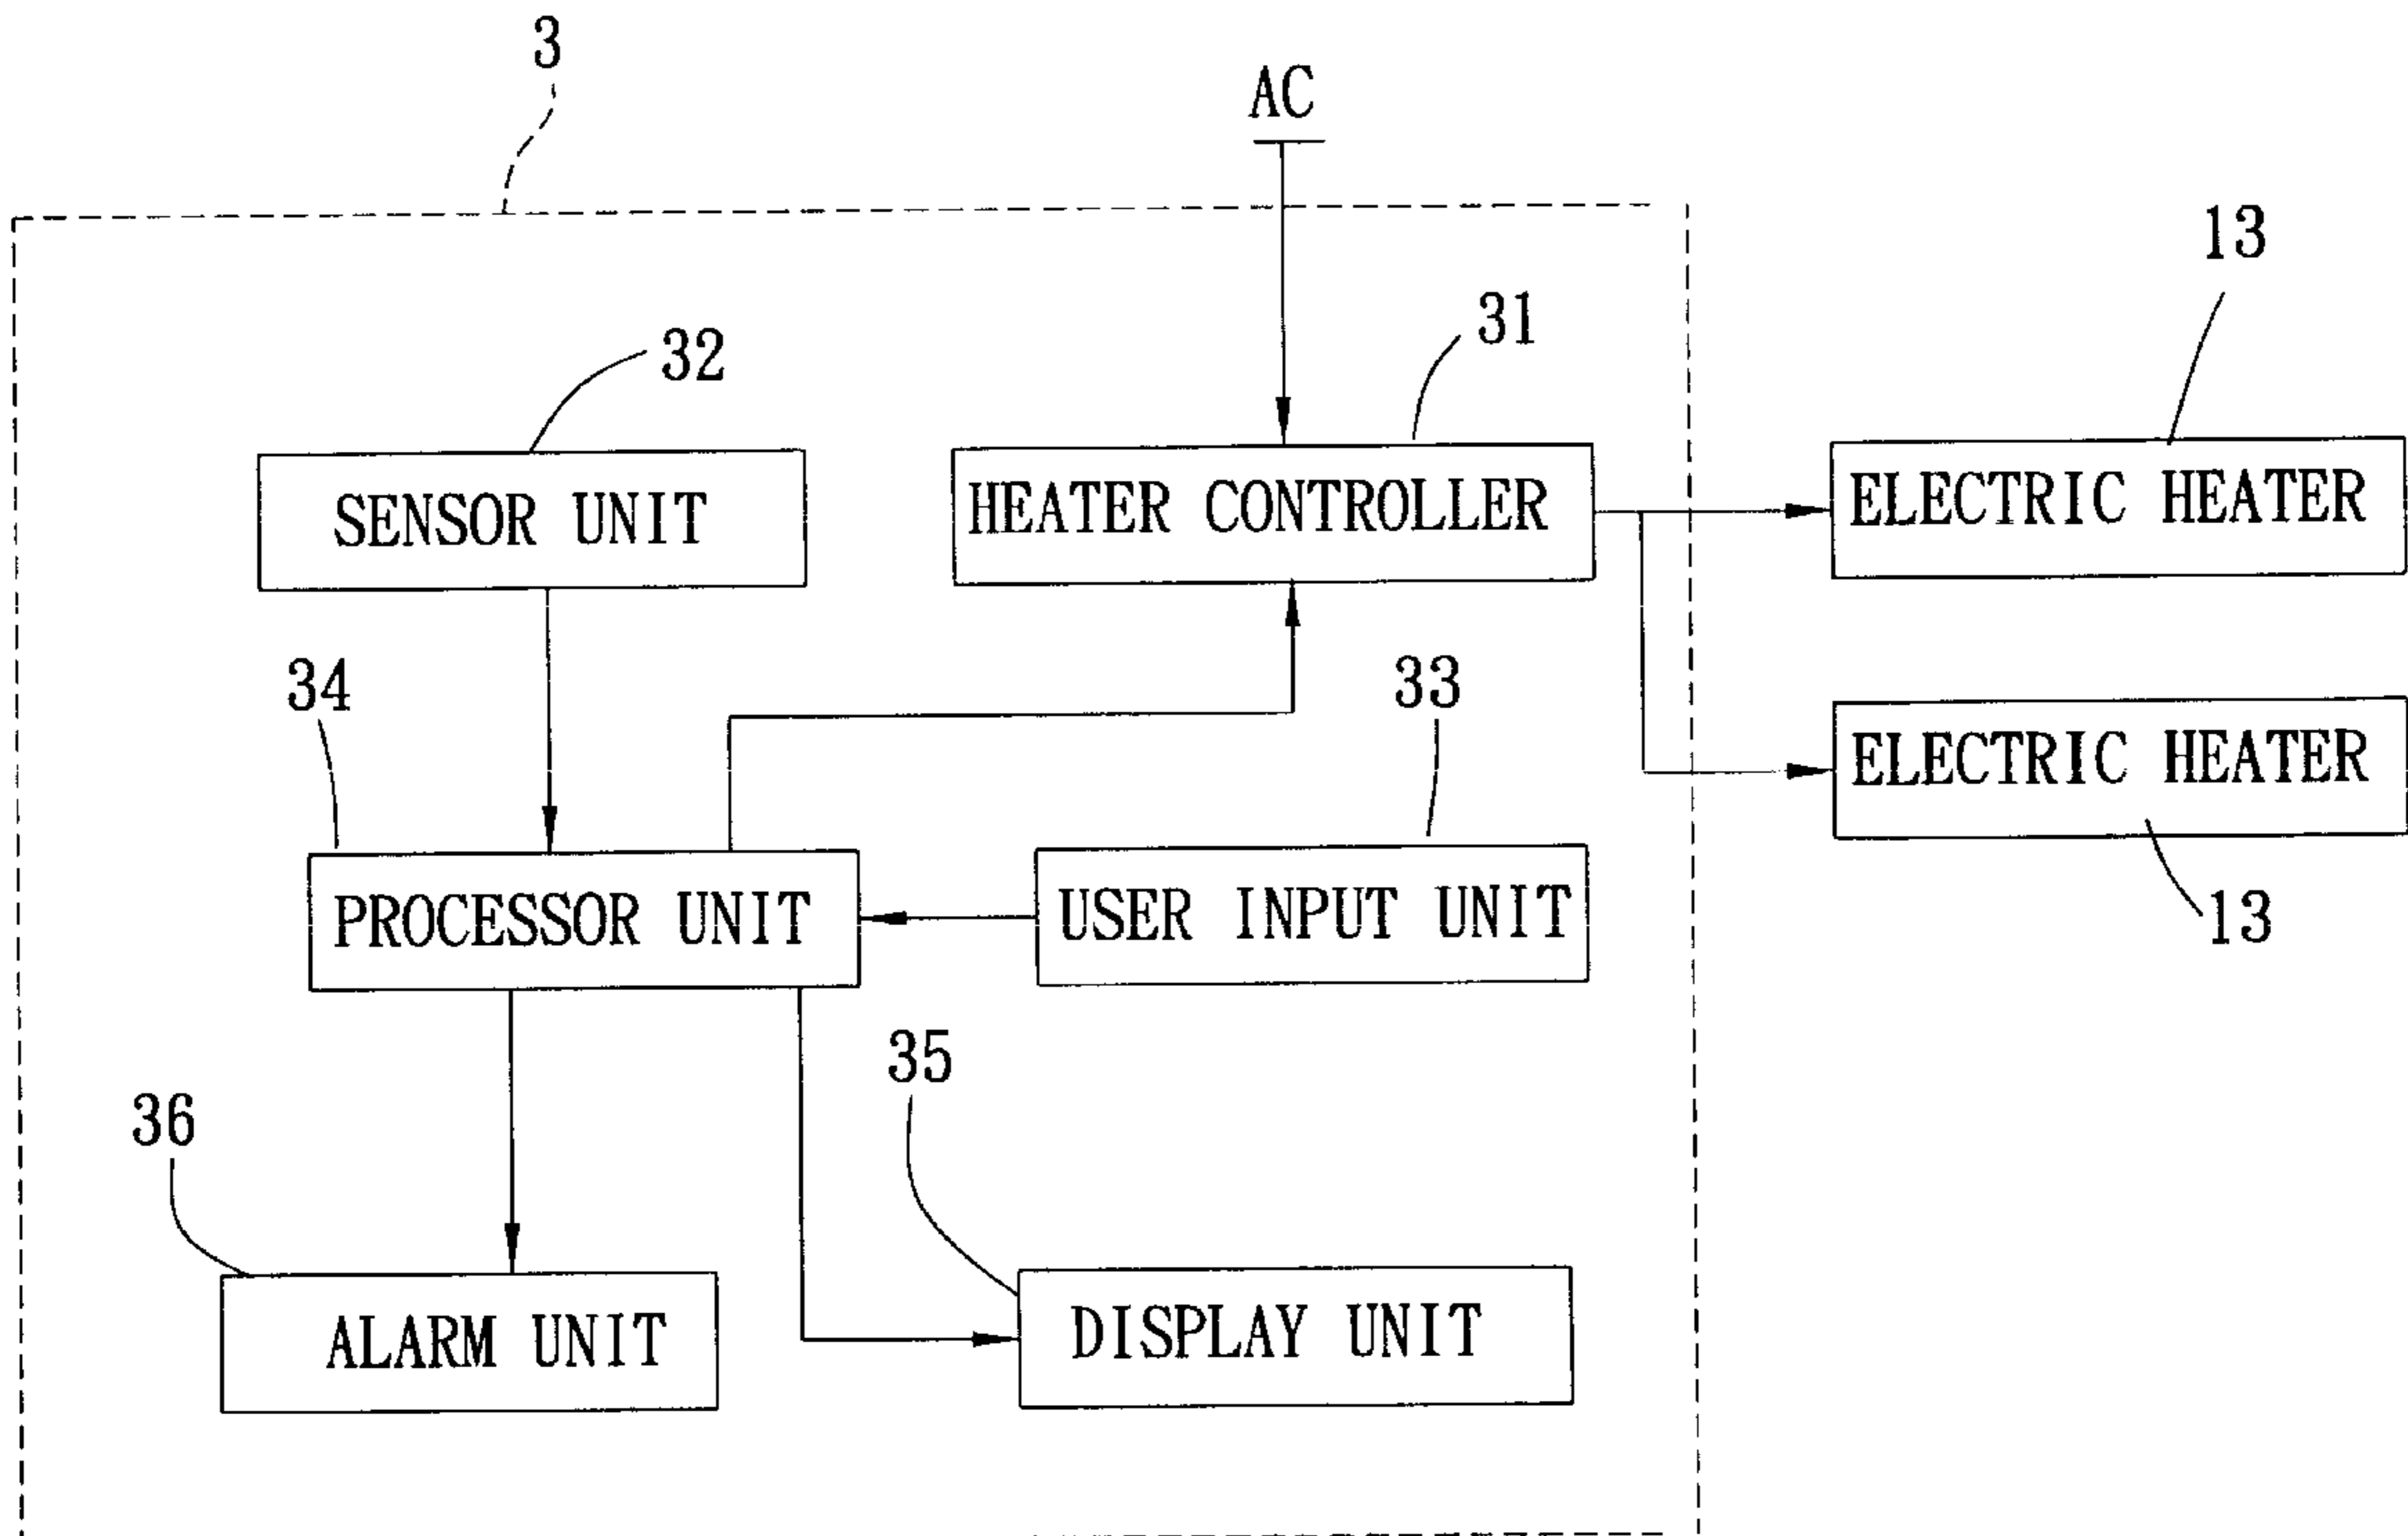 3
AC
13
31
32
SENSOR UNIT
HEATER CONTROLLER
ELECTRIC HEATER
34
33
ELECTRIC HEATER
PROCESSOR UNIT
USER INPUT UNIT
13
35
36
ALARM UNIT
DISPLAY UNIT